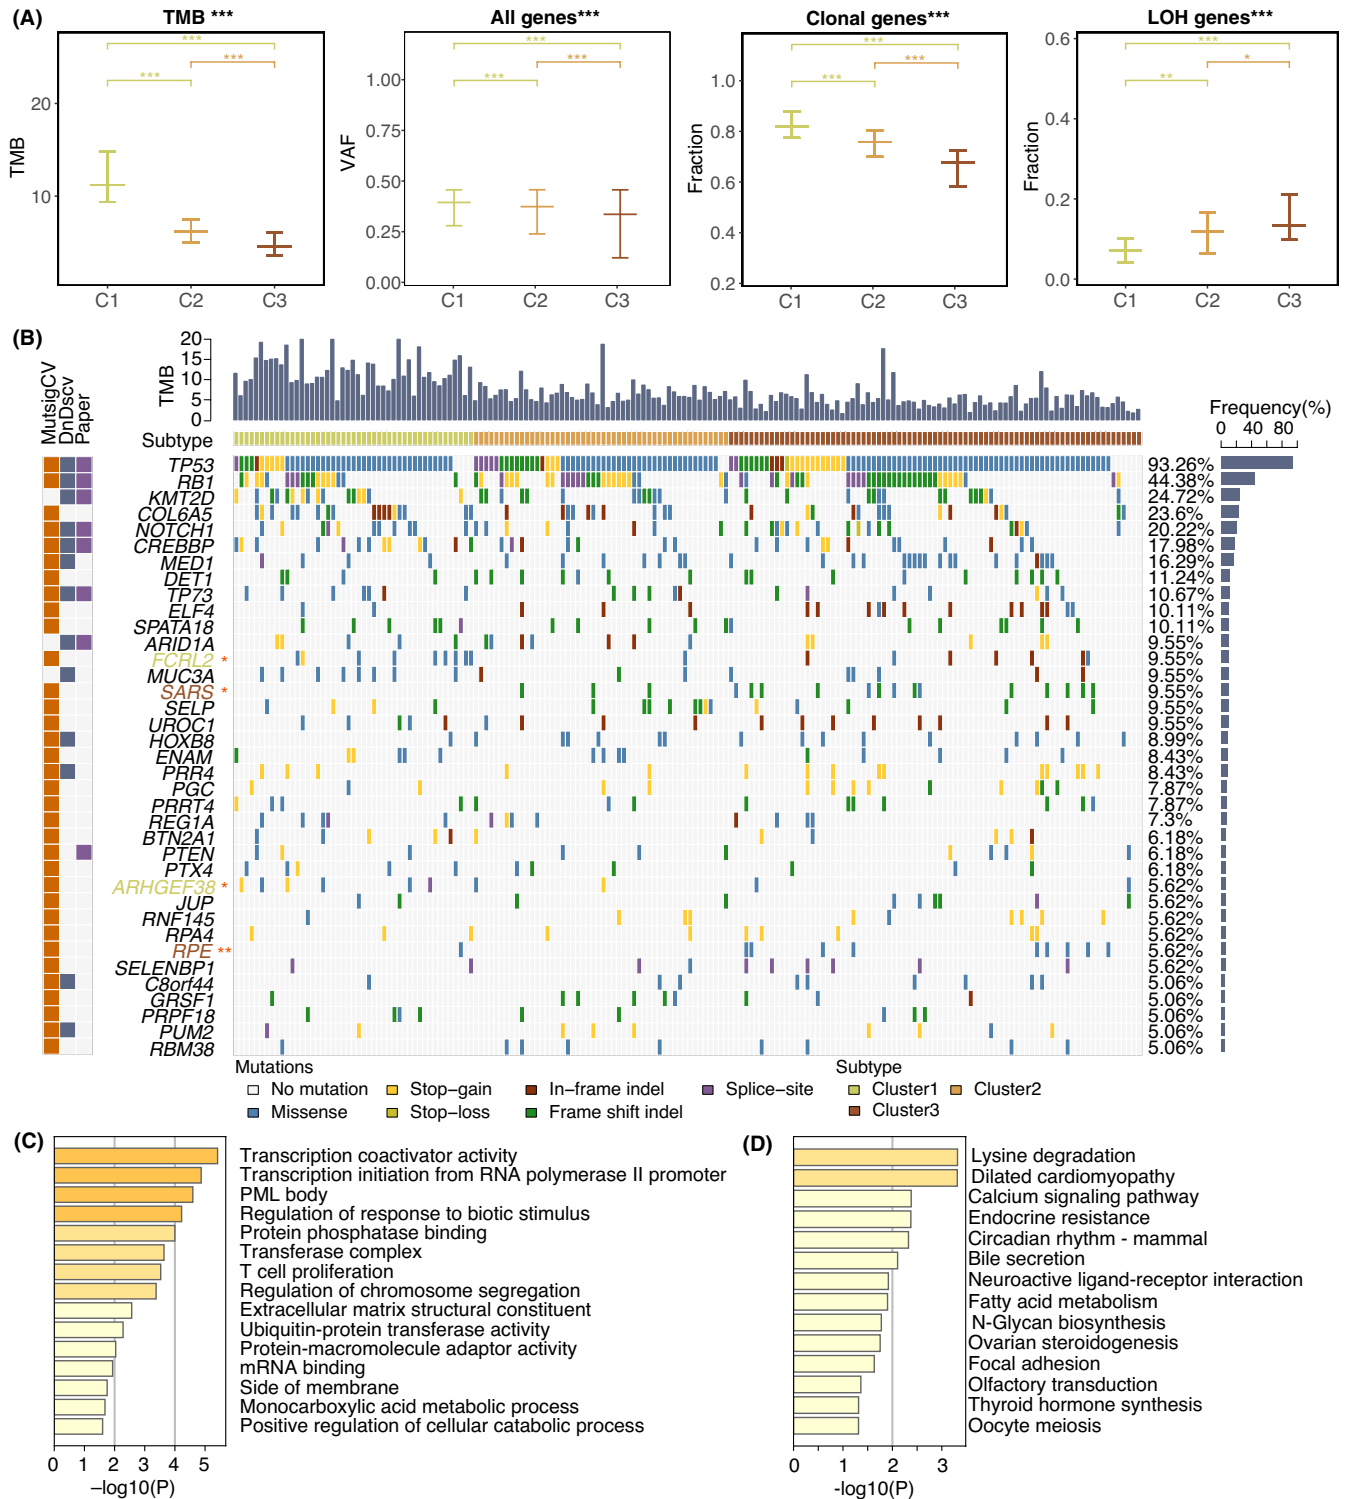 (A)
TMB ***
All genes***
Clonal genes***
LOH genes***
TMB
20
10
***
***
***
C1 C2 C3
VAF
1.00
0.75
0.50
0.25
0.00
***
***
***
C1 C2 C3
Fraction
1.0
0.8
0.6
0.4
0.2
***
***
***
C1 C2 C3
Fraction
0.6
0.4
0.2
0.0
***
*
**
C1 C2 C3
(B)
MutsigCV
DnDscv
Paper
TMB
20
15
10
5
0
Subtype
Frequency(%)
0 40 80
TP53 93.26%
RB1 44.38%
KMT2D 24.72%
COL6A5 23.6%
NOTCH1 20.22%
CREBBP 17.98%
MED1 16.29%
DET1 11.24%
TP73 10.67%
ELF4 10.11%
SPATA18 10.11%
ARID1A 9.55%
FCRL2 * 9.55%
MUC3A 9.55%
SARS * 9.55%
SELP 9.55%
UROC1 9.55%
HOXB8 8.99%
ENAM 8.43%
PRR4 8.43%
PGC 7.87%
PRRT4 7.87%
REG1A 7.3%
BTN2A1 6.18%
PTEN 6.18%
PTX4 6.18%
ARHGEF38 * 5.62%
JUP 5.62%
RNF145 5.62%
RPA4 5.62%
RPE ** 5.62%
SELENBP1 5.62%
C8orf44 5.06%
GRSF1 5.06%
PRPF18 5.06%
PUM2 5.06%
RBM38 5.06%
Mutations
No mutation Stop−gain In−frame indel Splice−site
Missense Stop−loss Frame shift indel
Subtype
Cluster1 Cluster2
Cluster3
(C)
Transcription coactivator activity
Transcription initiation from RNA polymerase II promoter
PML body
Regulation of response to biotic stimulus
Protein phosphatase binding
Transferase complex
T cell proliferation
Regulation of chromosome segregation
Extracellular matrix structural constituent
Ubiquitin-protein transferase activity
Protein-macromolecule adaptor activity
mRNA binding
Side of membrane
Monocarboxylic acid metabolic process
Positive regulation of cellular catabolic process
0 1 2 3 4 5
−log10(P)
(D)
Lysine degradation
Dilated cardiomyopathy
Calcium signaling pathway
Endocrine resistance
Circadian rhythm - mammal
Bile secretion
Neuroactive ligand-receptor interaction
Fatty acid metabolism
N-Glycan biosynthesis
Ovarian steroidogenesis
Focal adhesion
Olfactory transduction
Thyroid hormone synthesis
Oocyte meiosis
0 1 2 3
-log10(P)